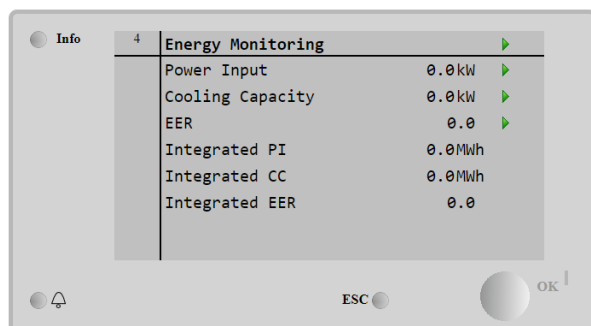 Info
4 Energy Monitoring
Power Input 0.0kW
Cooling Capacity 0.0kW
EER 0.0
Integrated PI 0.0MWh
Integrated CC 0.0MWh
Integrated EER 0.0
ESC
OK